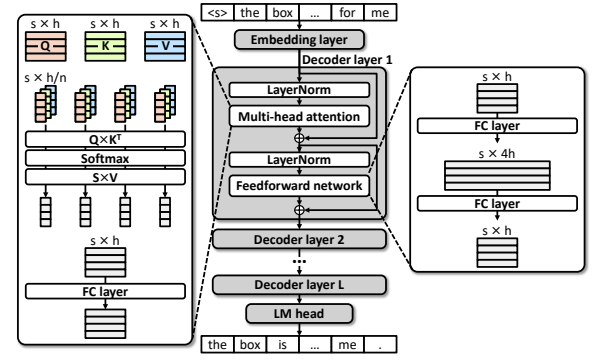 s × h
s × h
s × h
Q
K
V
s × h/n
Q×Kᵀ
Softmax
S×V
s × h
FC layer
<s> the box ... for me
Embedding layer
Decoder layer 1
LayerNorm
Multi-head attention
LayerNorm
Feedforward network
Decoder layer 2
...
Decoder layer L
LM head
the box is ... me .
s × h
FC layer
s × 4h
FC layer
s × h